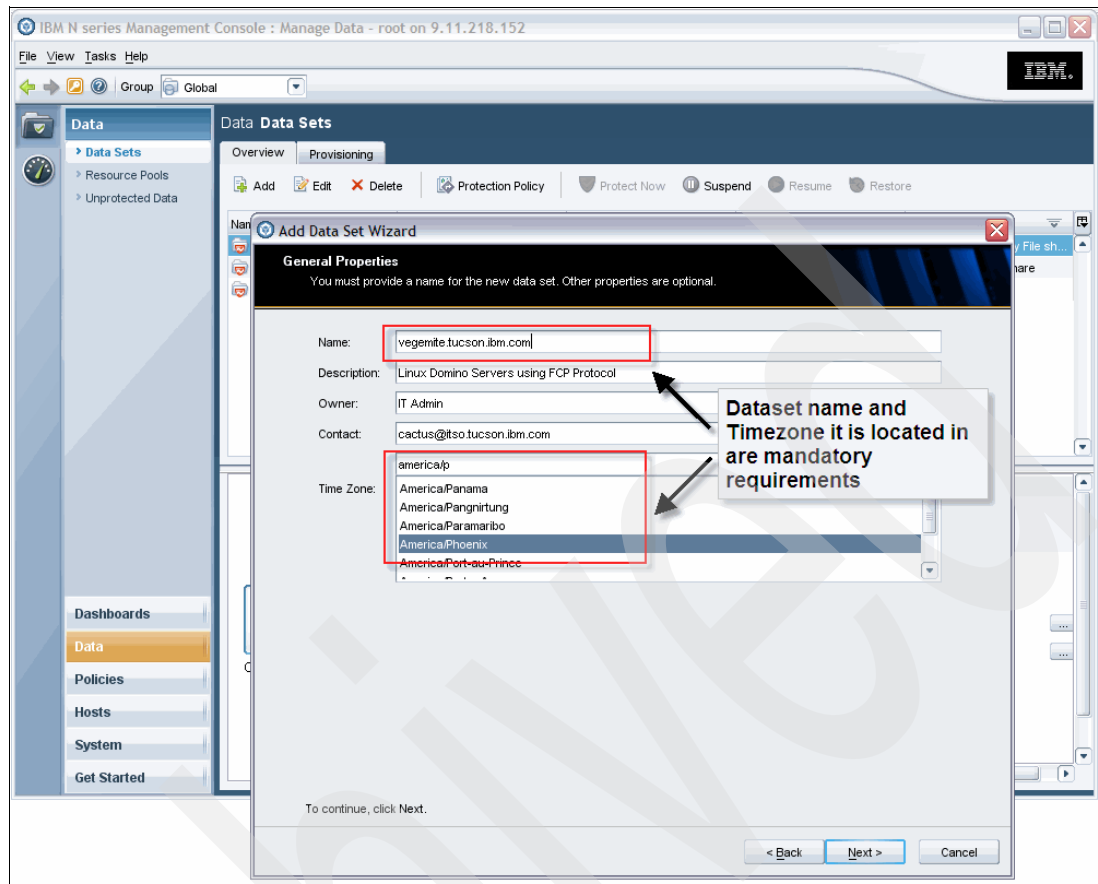 IBM N series Management Console : Manage Data - root on 9.11.218.152
File View Tasks Help
IBM.
Group Global
Data
Data Data Sets
Data Sets
Resource Pools
Unprotected Data
Overview Provisioning
Add Edit Delete Protection Policy Protect Now Suspend Resume Restore
Nan
Add Data Set Wizard
General Properties
You must provide a name for the new data set. Other properties are optional.
y File sh...
hare
Name: vegemite.tucson.ibm.com
Description: Linux Domino Servers using FCP Protocol
Owner: IT Admin
Contact: cactus@itso.tucson.ibm.com
Dataset name and
Timezone it is located in
are mandatory
requirements
america/p
Time Zone: America/Panama
America/Pangnirtung
America/Paramaribo
America/Phoenix
America/Port-au-Prince
Dashboards
Data
Policies
Hosts
System
Get Started
To continue, click Next.
< Back Next > Cancel